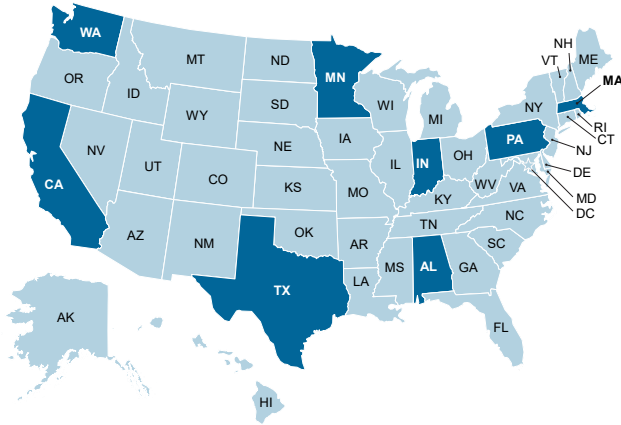 WA
MT
ND
MN
OR
ID
SD
WI
MI
NH
VT
ME
MA
NY
WY
NV
UT
CO
NE
IA
IL
IN
OH
PA
RI
CT
NJ
CA
KS
MO
KY
WV
VA
DE
MD
DC
AZ
NM
OK
AR
TN
NC
SC
TX
LA
MS
AL
GA
FL
AK
HI